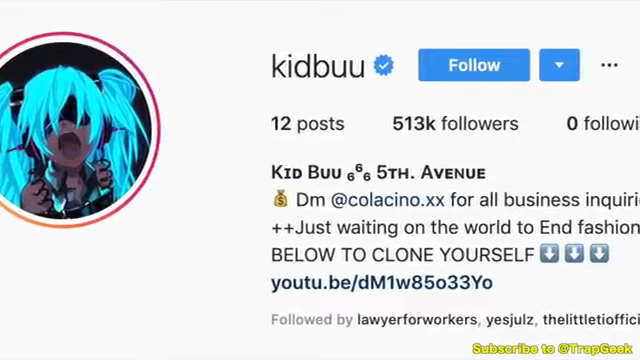 kidbuu Follow
12 posts 513k followers 0 followi
Kid Buu ₆⁶₆ 5th. Avenue
💰 Dm @colacino.xx for all business inquirie
++Just waiting on the world to End fashion
BELOW TO CLONE YOURSELF ⬇️⬇️⬇️
youtu.be/dM1w85o33Yo
Followed by lawyerforworkers, yesjulz, thelittletioffici
Subscribe to @TrapGeek